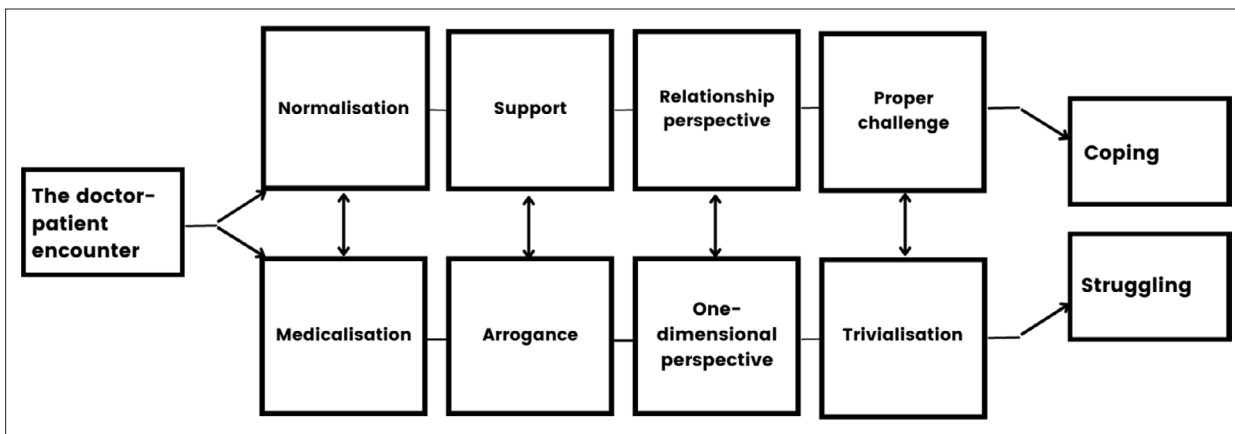 Normalisation
Support
Relationship
perspective
Proper
challenge
Coping
The doctor-
patient
encounter
Medicalisation
Arrogance
One-
dimensional
perspective
Trivialisation
Struggling